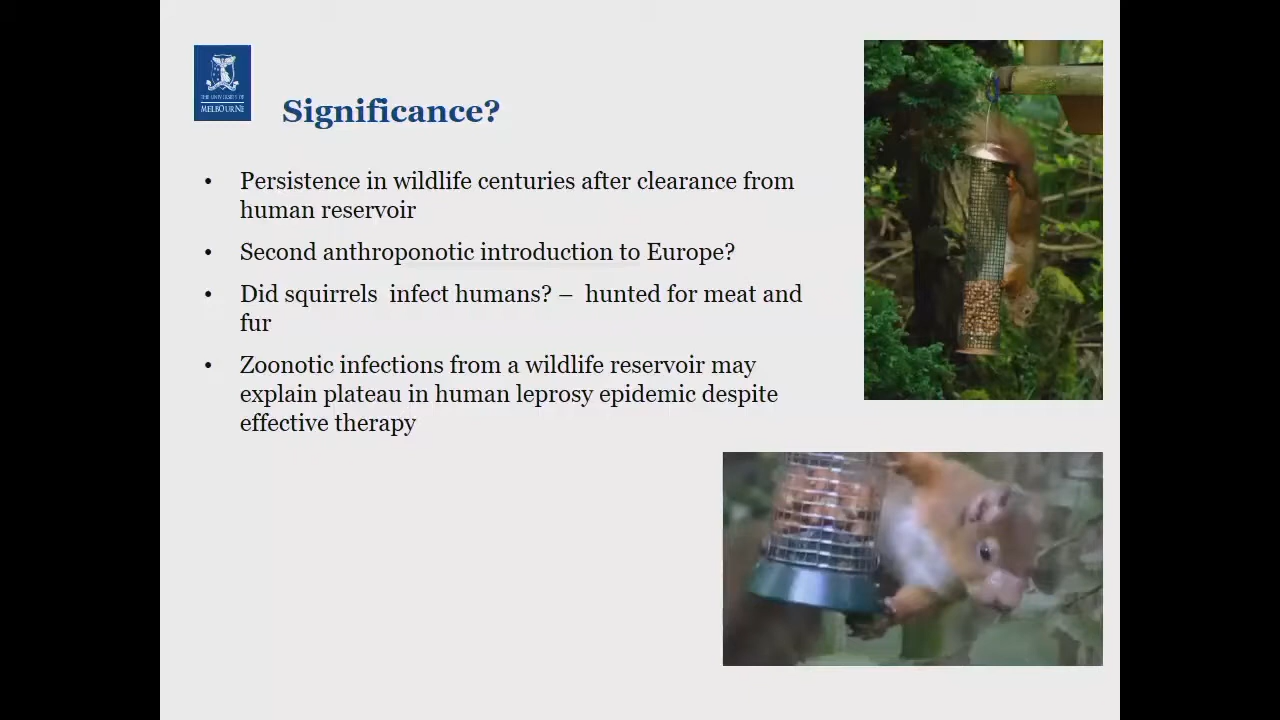 THE UNIVERSITY OF
MELBOURNE
Significance?
• Persistence in wildlife centuries after clearance from
human reservoir
• Second anthroponotic introduction to Europe?
• Did squirrels infect humans? – hunted for meat and
fur
• Zoonotic infections from a wildlife reservoir may
explain plateau in human leprosy epidemic despite
effective therapy